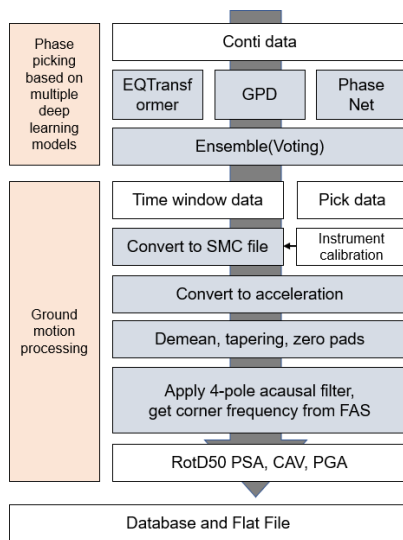 Phase
picking
based on
multiple
deep
learning
models
Conti data
EQTransf
ormer
GPD
Phase
Net
Ensemble(Voting)
Ground
motion
processing
Time window data
Pick data
Convert to SMC file
Instrument
calibration
Convert to acceleration
Demean, tapering, zero pads
Apply 4-pole acausal filter,
get corner frequency from FAS
RotD50 PSA, CAV, PGA
Database and Flat File